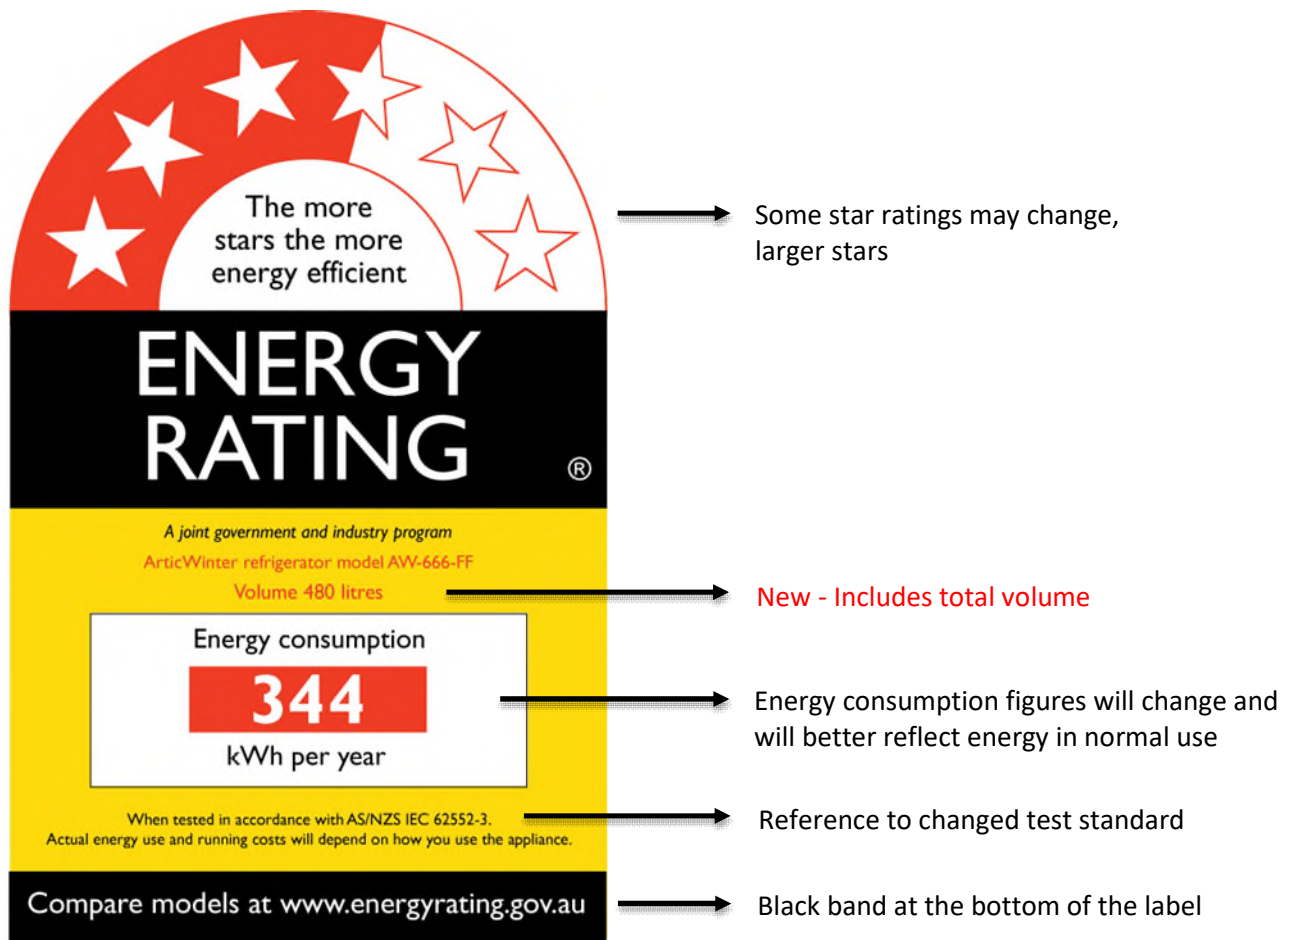 The more
stars the more
energy efficient
Some star ratings may change,
larger stars
ENERGY
RATING
®
A joint government and industry program
ArticWinter refrigerator model AW-666-FF
Volume 480 litres
New - Includes total volume
Energy consumption
344
kWh per year
Energy consumption figures will change and
will better reflect energy in normal use
When tested in accordance with AS/NZS IEC 62552-3.
Actual energy use and running costs will depend on how you use the appliance.
Reference to changed test standard
Compare models at www.energyrating.gov.au
Black band at the bottom of the label